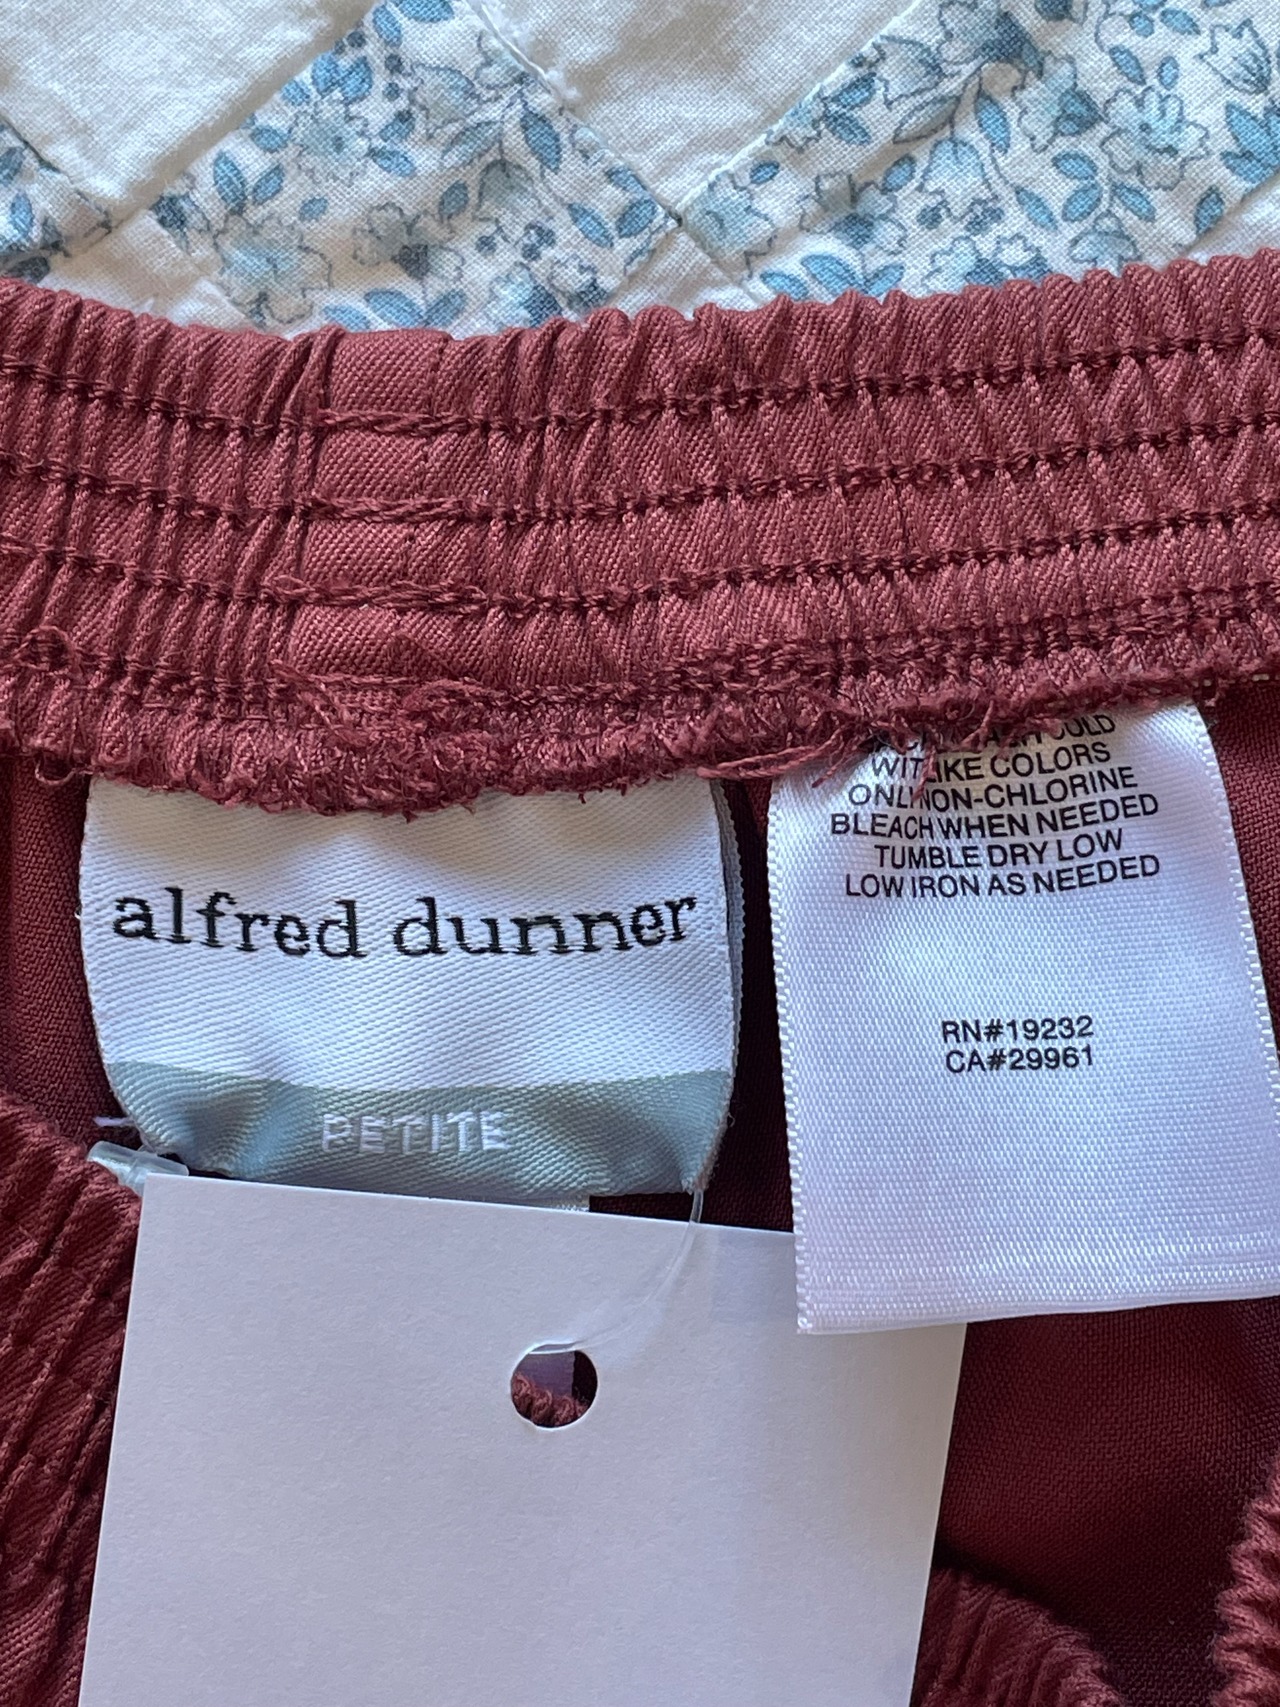 alfred dunner
PETITE
COLD
WITLIKE COLORS
ONLNON-CHLORINE
BLEACH WHEN NEEDED
TUMBLE DRY LOW
LOW IRON AS NEEDED
RN#19232
CA#29961